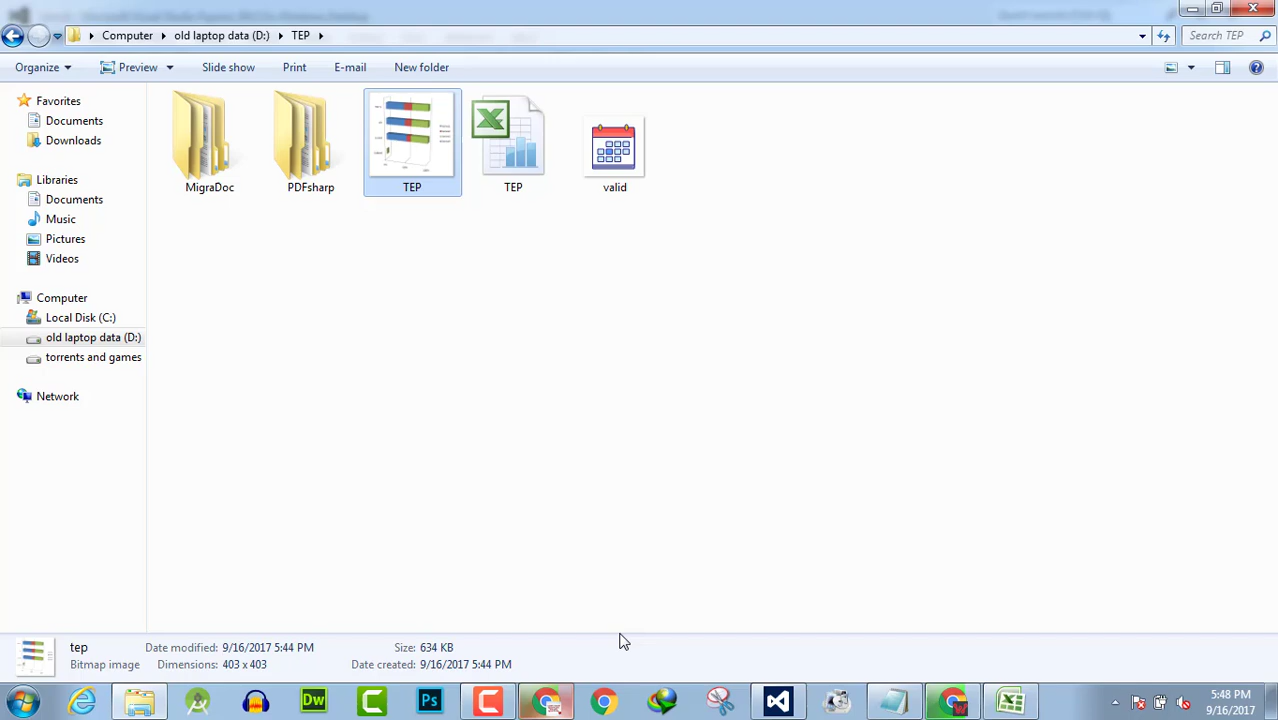 Computer old laptop data (D:) TEP
Search TEP
Organize Preview Slide show Print E-mail New folder
Favorites
Documents
Downloads
Libraries
Documents
Music
Pictures
Videos
Computer
Local Disk (C:)
old laptop data (D:)
torrents and games
Network
MigraDoc
PDFsharp
TEP
TEP
valid
tep
Bitmap image
Date modified: 9/16/2017 5:44 PM
Dimensions: 403 x 403
Size: 634 KB
Date created: 9/16/2017 5:44 PM
Dw
Ps
5:48 PM
9/16/2017